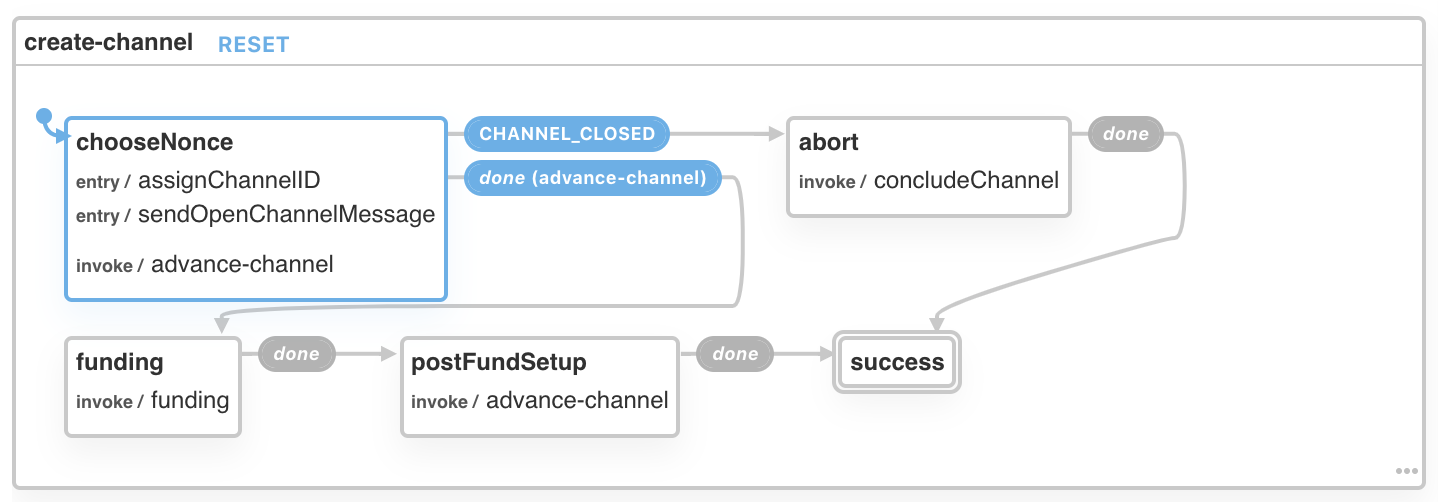 create-channel RESET
chooseNonce
entry / assignChannelID
entry / sendOpenChannelMessage
invoke / advance-channel
CHANNEL_CLOSED
done (advance-channel)
abort
invoke / concludeChannel
done
funding
invoke / funding
done
postFundSetup
invoke / advance-channel
done
success